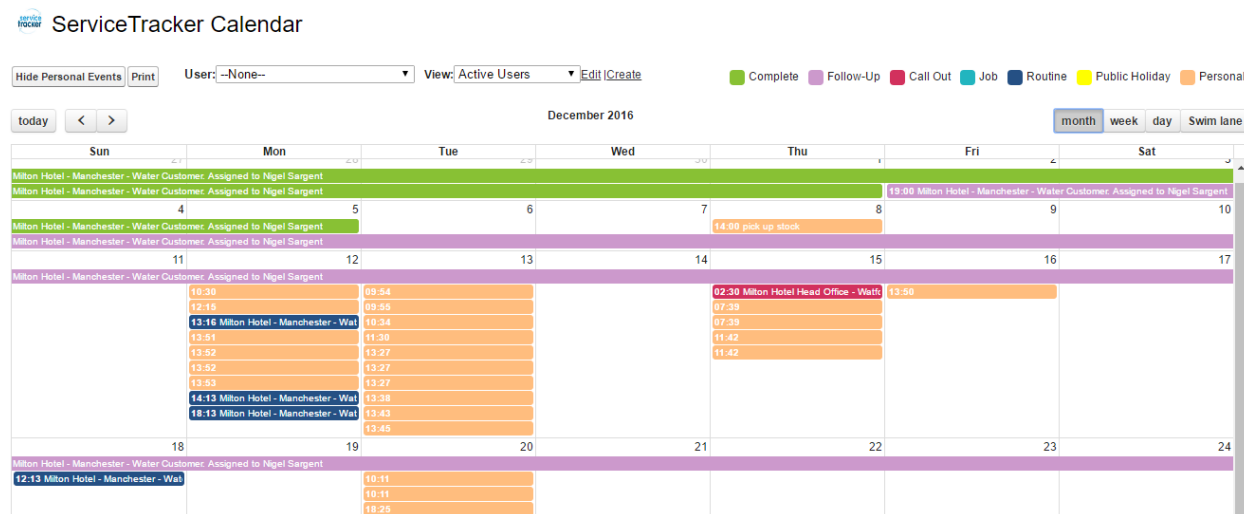 service
tracker
ServiceTracker Calendar
Hide Personal Events Print User: --None-- View: Active Users Edit |Create
Complete Follow-Up Call Out Job Routine Public Holiday Personal
today < > December 2016 month week day Swim lane
Sun Mon Tue Wed Thu Fri Sat
27 28 29 30 1 2 3
Milton Hotel - Manchester - Water Customer. Assigned to Nigel Sargent
Milton Hotel - Manchester - Water Customer. Assigned to Nigel Sargent 19:00 Milton Hotel - Manchester - Water Customer. Assigned to Nigel Sargent
4 5 6 7 8 9 10
Milton Hotel - Manchester - Water Customer. Assigned to Nigel Sargent 14:00 pick up stock
Milton Hotel - Manchester - Water Customer. Assigned to Nigel Sargent
11 12 13 14 15 16 17
Milton Hotel - Manchester - Water Customer. Assigned to Nigel Sargent
10:30 09:54 02:30 Milton Hotel Head Office - Watfo 13:50
12:15 09:55 07:39
13:16 Milton Hotel - Manchester - Wat 10:34 07:39
13:51 11:30 11:42
13:52 13:27 11:42
13:52 13:27
13:53 13:27
14:13 Milton Hotel - Manchester - Wat 13:38
18:13 Milton Hotel - Manchester - Wat 13:43
13:45
18 19 20 21 22 23 24
Milton Hotel - Manchester - Water Customer. Assigned to Nigel Sargent
12:13 Milton Hotel - Manchester - Wate 10:11
10:11
18:25